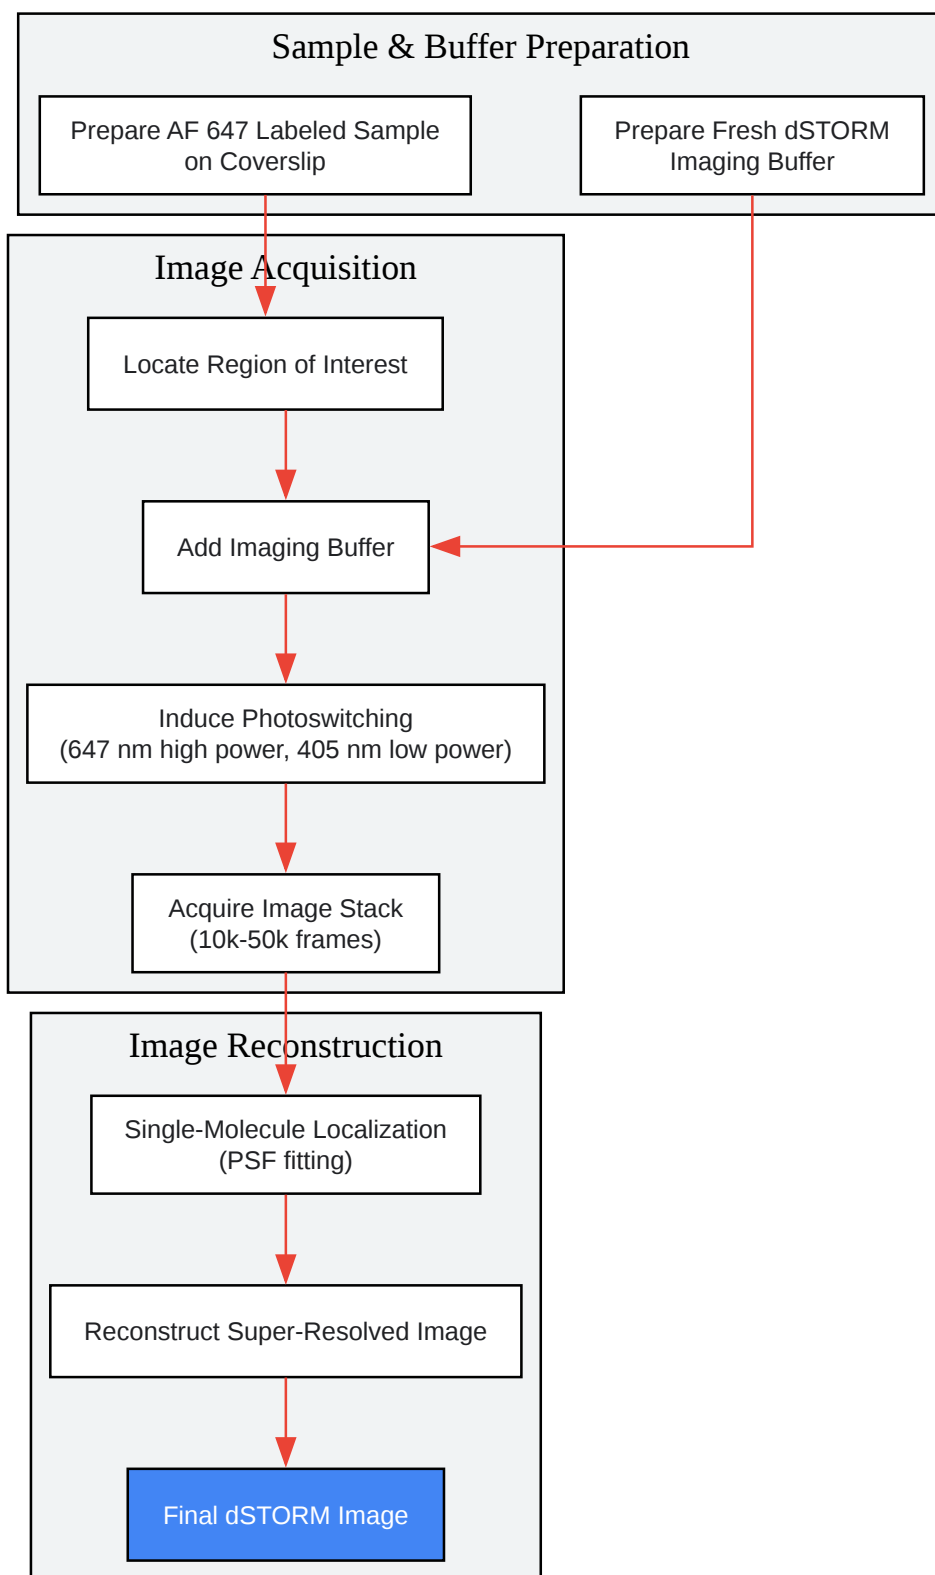 Sample & Buffer Preparation
Prepare AF 647 Labeled Sample
on Coverslip
Prepare Fresh dSTORM
Imaging Buffer
Image Acquisition
Locate Region of Interest
Add Imaging Buffer
Induce Photoswitching
(647 nm high power, 405 nm low power)
Acquire Image Stack
(10k-50k frames)
Image Reconstruction
Single-Molecule Localization
(PSF fitting)
Reconstruct Super-Resolved Image
Final dSTORM Image